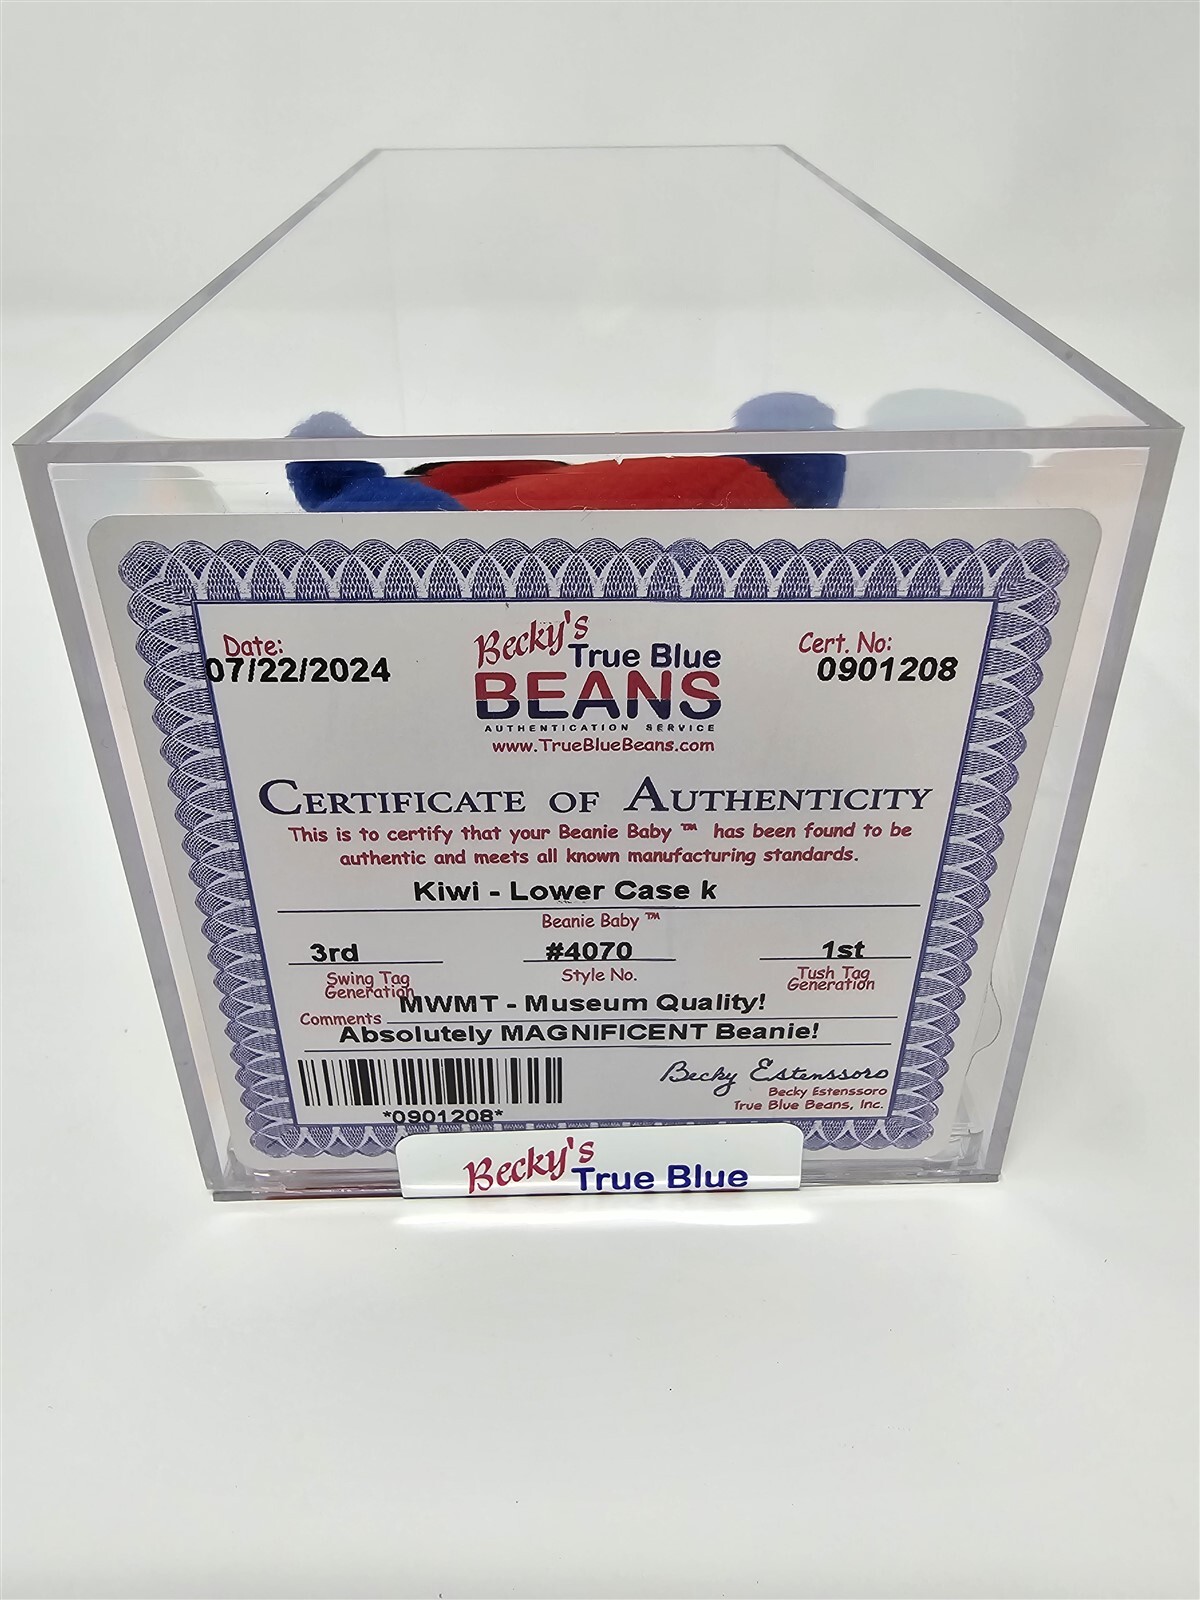 Date:
07/22/2024
Becky's
True Blue
BEANS
AUTHENTICATION SERVICE
www.TrueBlueBeans.com
Cert. No:
0901208
CERTIFICATE OF AUTHENTICITY
This is to certify that your Beanie Baby ™ has been found to be
authentic and meets all known manufacturing standards.
Kiwi - Lower Case k
Beanie Baby ™
3rd #4070 1st
Swing Tag Generation
Style No.
Tush Tag Generation
MWMT - Museum Quality!
Comments
Absolutely MAGNIFICENT Beanie!
*0901208*
Becky Estenssoro
Becky Estenssoro
True Blue Beans, Inc.
Becky's True Blue